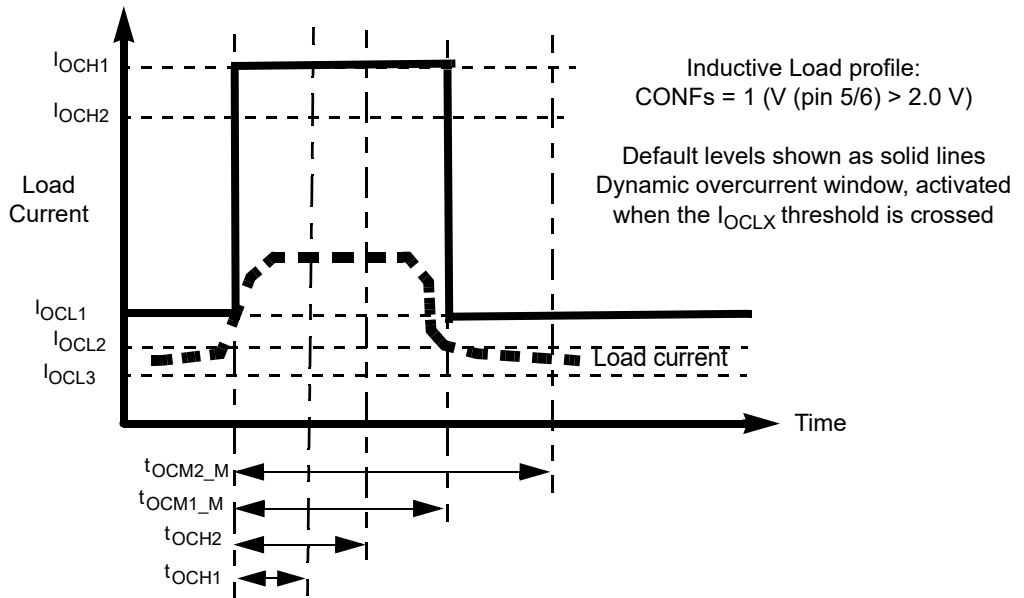 I_OCH1
I_OCH2
Load
Current
I_OCL1
I_OCL2
I_OCL3
Inductive Load profile:
CONFs = 1 (V (pin 5/6) > 2.0 V)
Default levels shown as solid lines
Dynamic overcurrent window, activated
when the I_OCLX threshold is crossed
Load current
Time
t_OCM2_M
t_OCM1_M
t_OCH2
t_OCH1